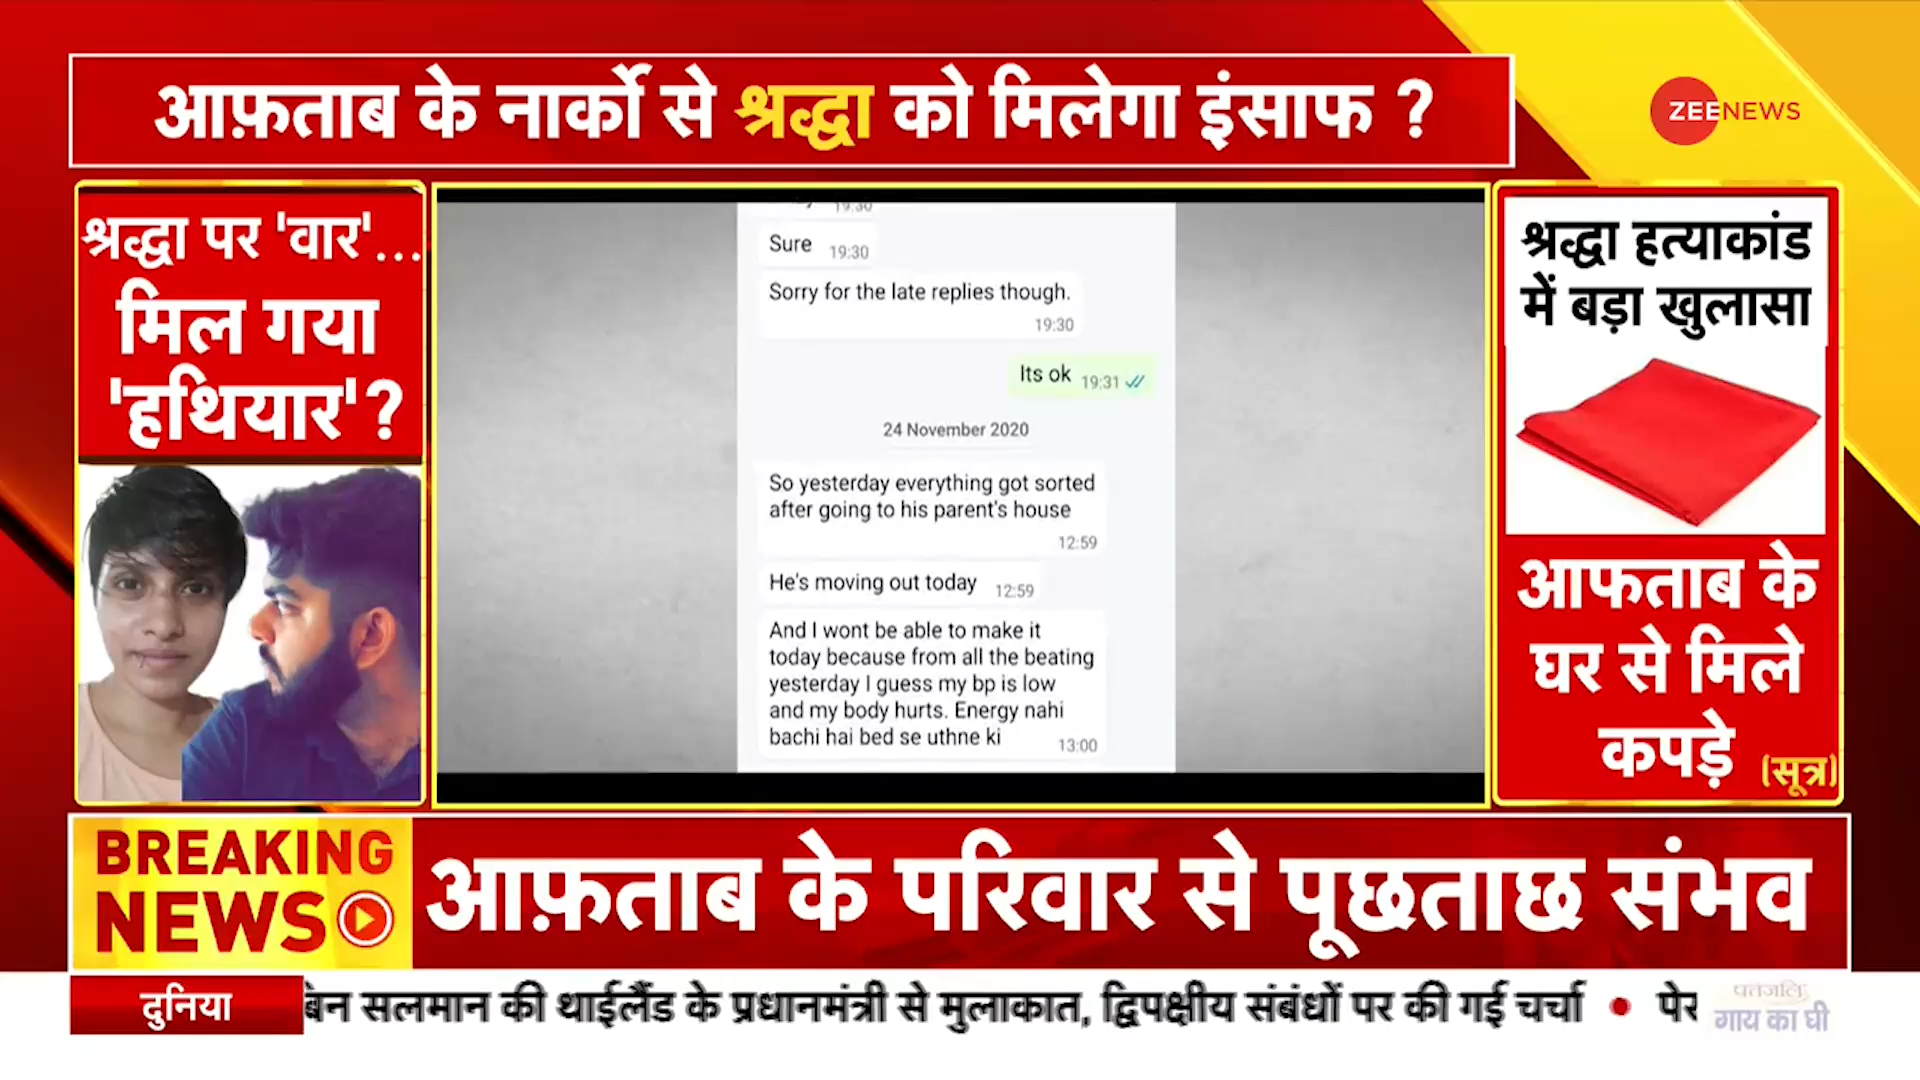 आफ़ताब के नार्को से श्रद्धा को मिलेगा इंसाफ ?
ZEENEWS
श्रद्धा पर 'वार'...
मिल गया
'हथियार'?
19:30
Sure 19:30
Sorry for the late replies though.
19:30
Its ok 19:31
24 November 2020
So yesterday everything got sorted
after going to his parent's house
12:59
He's moving out today 12:59
And I wont be able to make it
today because from all the beating
yesterday I guess my bp is low
and my body hurts. Energy nahi
bachi hai bed se uthne ki 13:00
श्रद्धा हत्याकांड
में बड़ा खुलासा
आफताब के
घर से मिले
कपड़े (सूत्र)
BREAKING
NEWS
आफ़ताब के परिवार से पूछताछ संभव
दुनिया
बिन सलमान की थाईलैंड के प्रधानमंत्री से मुलाकात, द्विपक्षीय संबंधों पर की गई चर्चा •
पतंजलि
गाय का घी